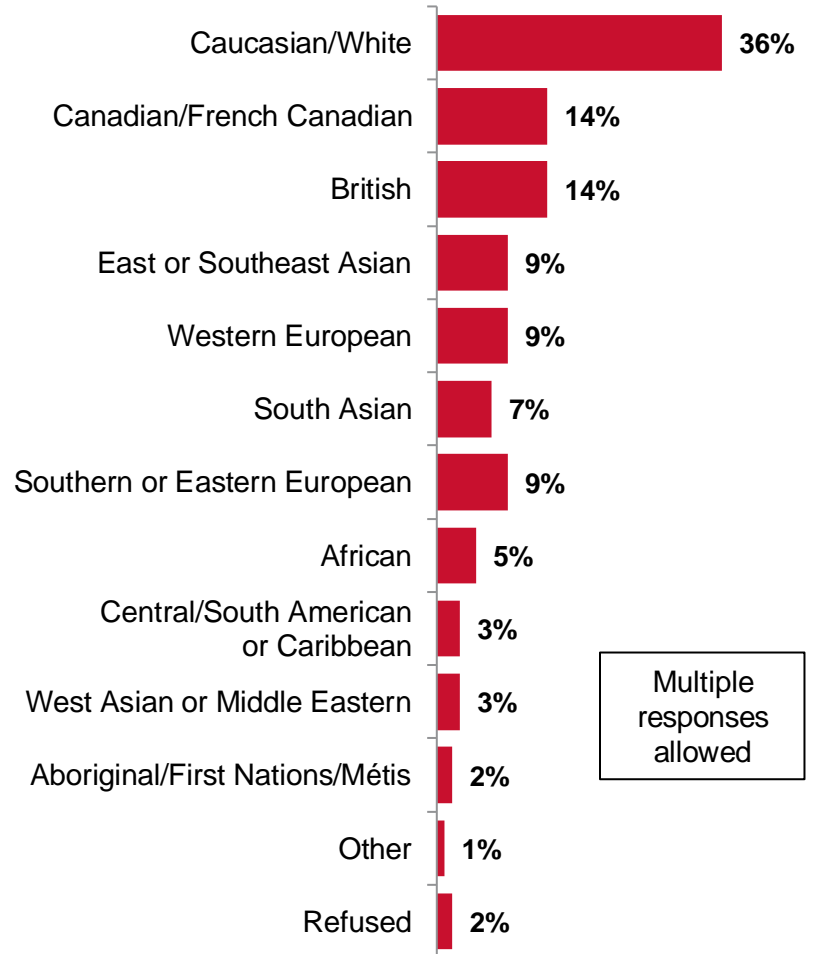 Caucasian/White 36%
Canadian/French Canadian 14%
British 14%
East or Southeast Asian 9%
Western European 9%
South Asian 7%
Southern or Eastern European 9%
African 5%
Central/South American
or Caribbean 3%
West Asian or Middle Eastern 3%
Multiple
responses
allowed
Aboriginal/First Nations/Métis 2%
Other 1%
Refused 2%